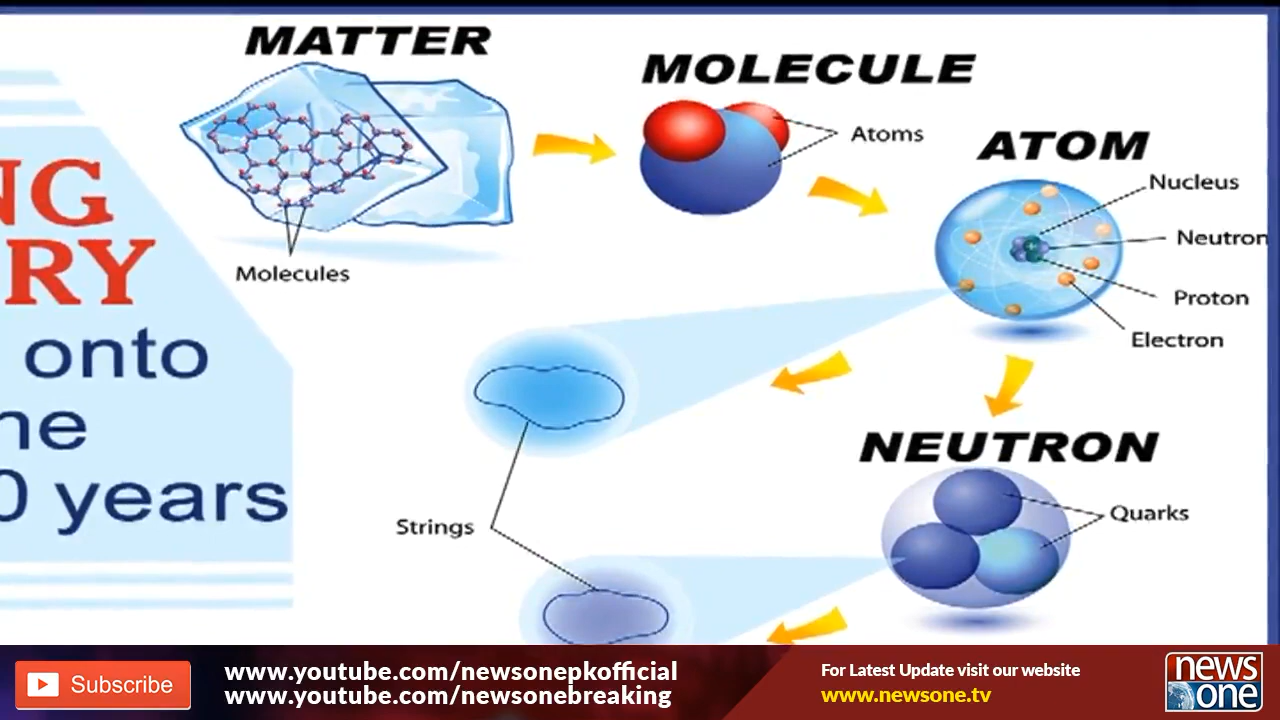 MATTER
MOLECULE
Atoms
ATOM
Nucleus
Neutron
Proton
Electron
Molecules
NG
RY
onto
ne
0 years
NEUTRON
Quarks
Strings
Subscribe
www.youtube.com/newsonepkofficial
www.youtube.com/newsonebreaking
For Latest Update visit our website
www.newsone.tv
news
one